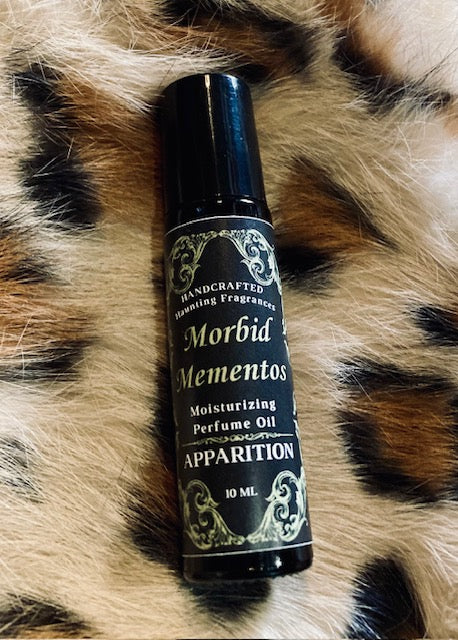 HANDCRAFTED
Haunting Fragrances
Morbid
Mementos
Moisturizing
Perfume Oil
APPARITION
10 ML